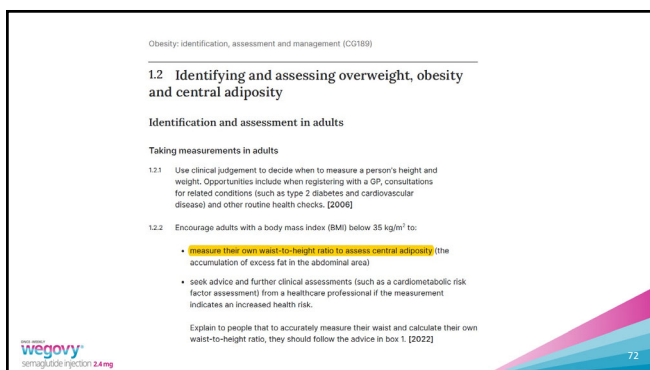 Obesity: identification, assessment and management (CG189)
1.2 Identifying and assessing overweight, obesity
and central adiposity
Identification and assessment in adults
Taking measurements in adults
1.2.1 Use clinical judgement to decide when to measure a person's height and
weight. Opportunities include when registering with a GP, consultations
for related conditions (such as type 2 diabetes and cardiovascular
disease) and other routine health checks. [2006]
1.2.2 Encourage adults with a body mass index (BMI) below 35 kg/m² to:
• measure their own waist-to-height ratio to assess central adiposity (the
accumulation of excess fat in the abdominal area)
• seek advice and further clinical assessments (such as a cardiometabolic risk
factor assessment) from a healthcare professional if the measurement
indicates an increased health risk.
Explain to people that to accurately measure their waist and calculate their own
waist-to-height ratio, they should follow the advice in box 1. [2022]
wegovy®
semaglutide injection 2.4 mg
72